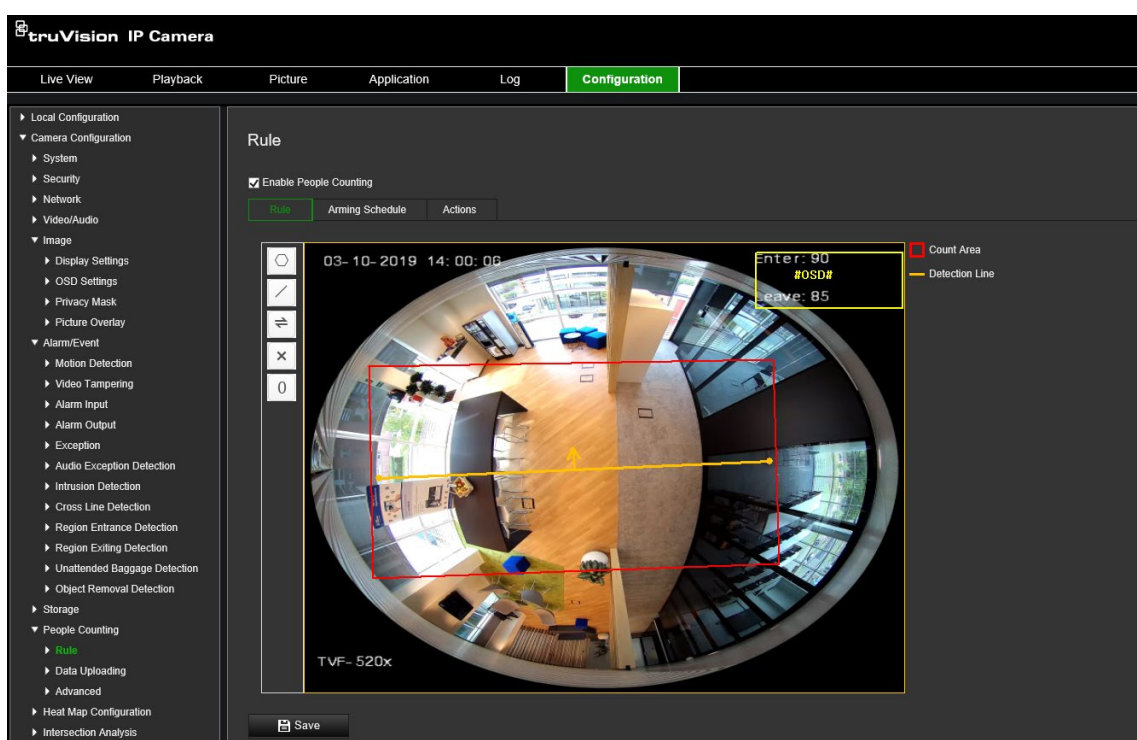 truVision IP Camera
Live View Playback Picture Application Log Configuration
Local Configuration
Camera Configuration
System
Security
Network
Video/Audio
Image
Display Settings
OSD Settings
Privacy Mask
Picture Overlay
Alarm/Event
Motion Detection
Video Tampering
Alarm Input
Alarm Output
Exception
Audio Exception Detection
Intrusion Detection
Cross Line Detection
Region Entrance Detection
Region Exiting Detection
Unattended Baggage Detection
Object Removal Detection
Storage
People Counting
Rule
Data Uploading
Advanced
Heat Map Configuration
Intersection Analysis
Rule
Enable People Counting
Rule Arming Schedule Actions
0
03-10-2019 14:00:06
Enter: 90
#OSD#
Leave: 85
TVF-520x
Count Area
Detection Line
Save